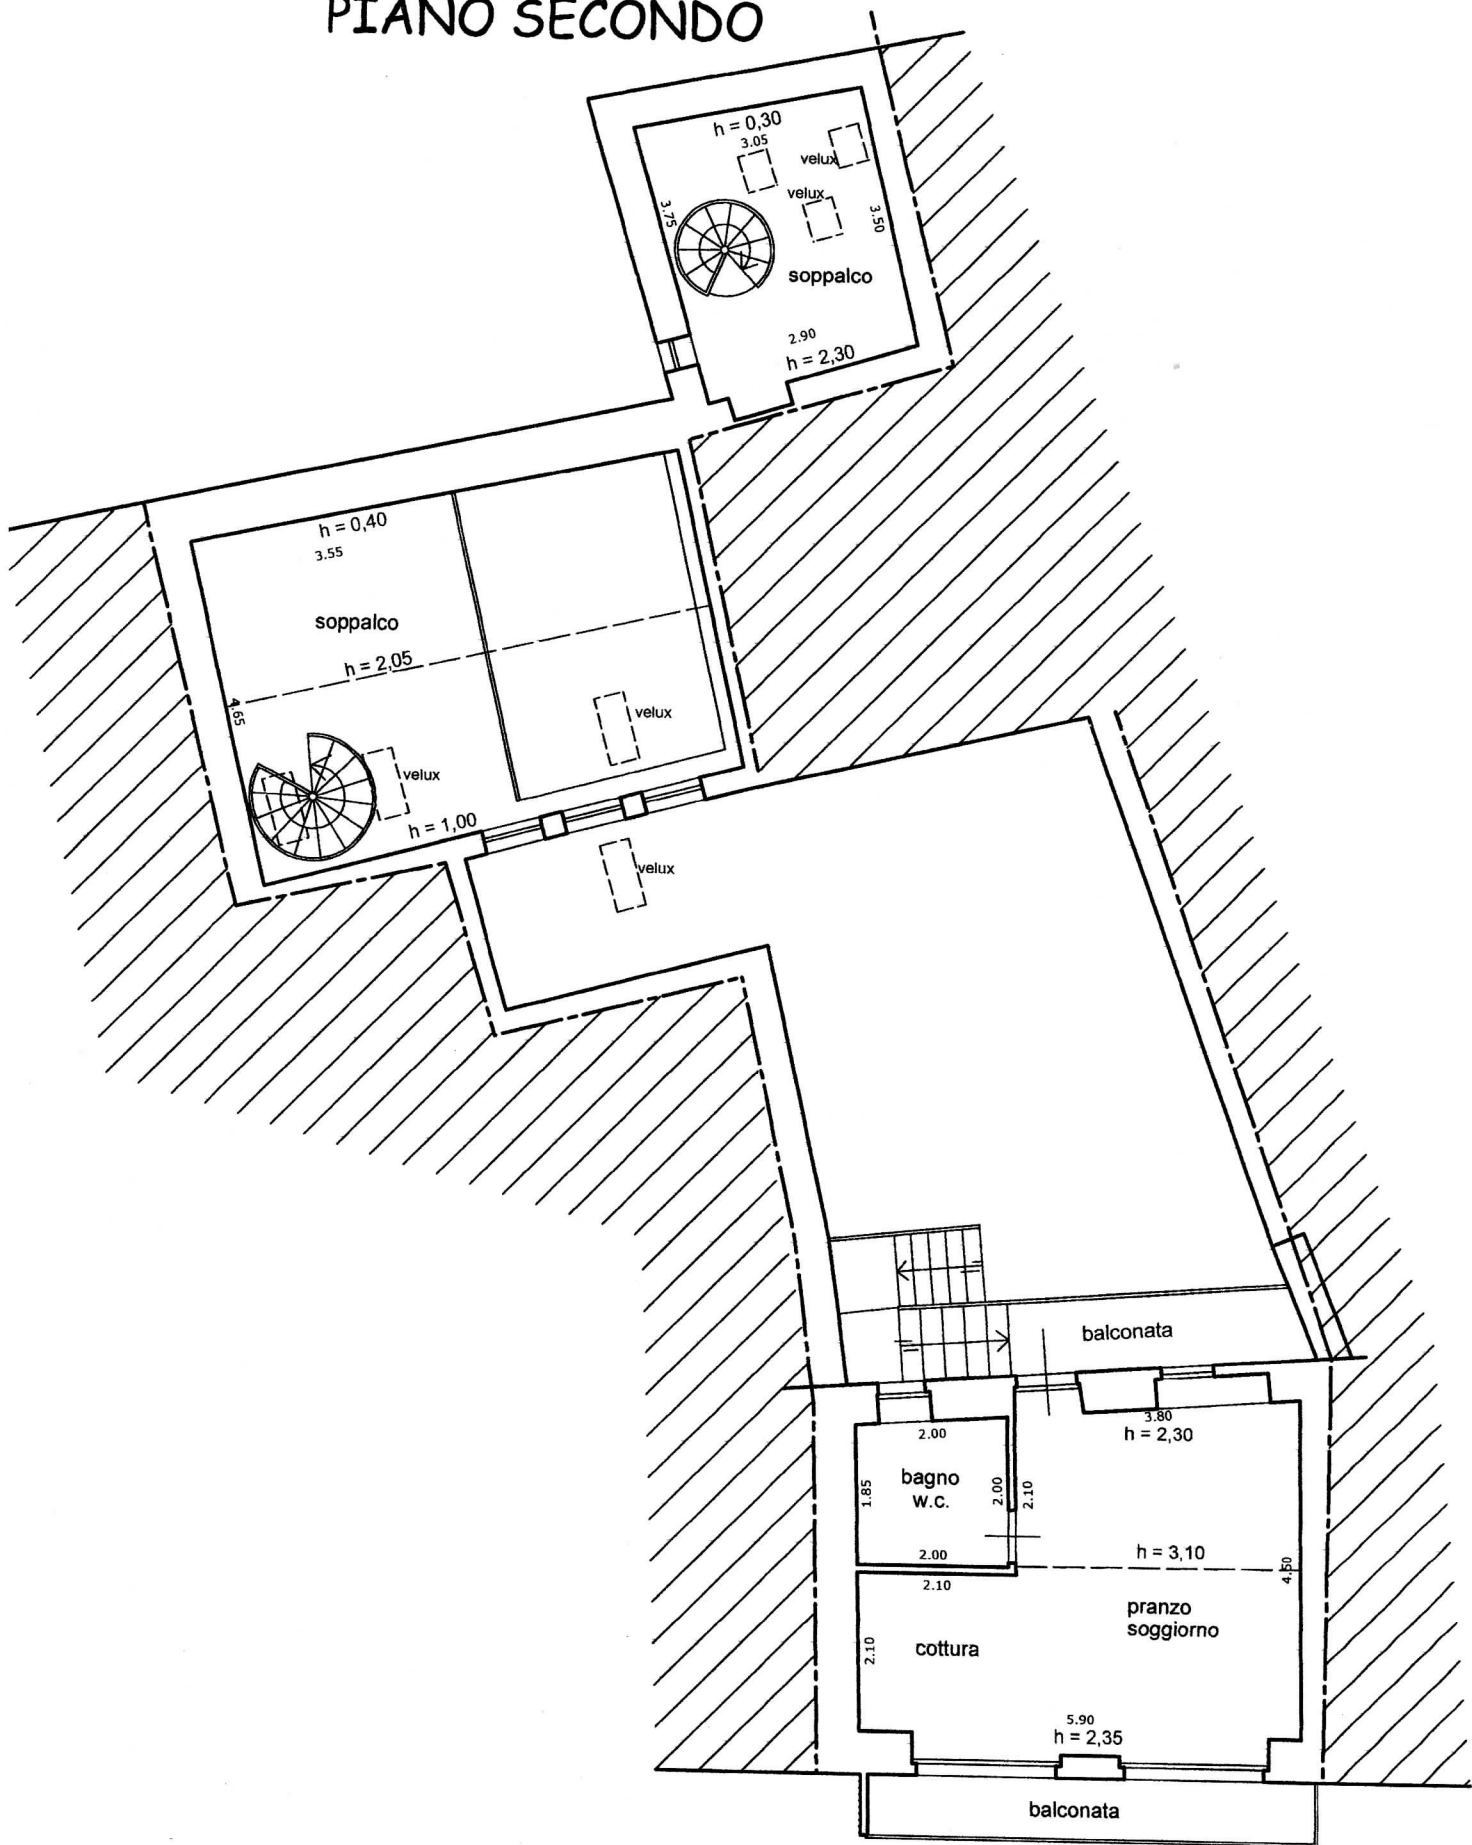 PIANO SECONDO
h = 0,30
3.05
velux
velux
3.75
3.50
soppalco
2.90
h = 2,30
h = 0,40
3.55
soppalco
h = 2,05
4.65
velux
velux
h = 1,00
velux
balconata
3.80
h = 2,30
2.00
bagno
w.c.
1.85
2.00
2.10
2.00
h = 3,10
4.50
2.10
pranzo
soggiorno
cottura
2.10
5.90
h = 2,35
balconata